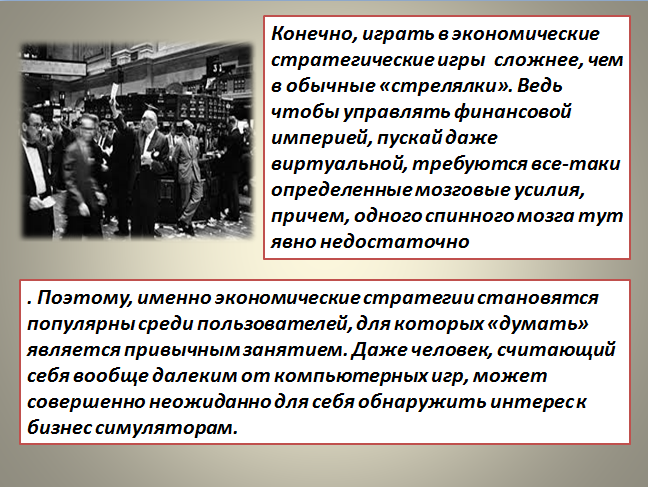 Конечно, играть в экономические
стратегические игры сложнее, чем
в обычные «стрелялки». Ведь
чтобы управлять финансовой
империей, пускай даже
виртуальной, требуются все-таки
определенные мозговые усилия,
причем, одного спинного мозга тут
явно недостаточно
. Поэтому, именно экономические стратегии становятся
популярны среди пользователей, для которых «думать»
является привычным занятием. Даже человек, считающий
себя вообще далеким от компьютерных игр, может
совершенно неожиданно для себя обнаружить интерес к
бизнес симуляторам.